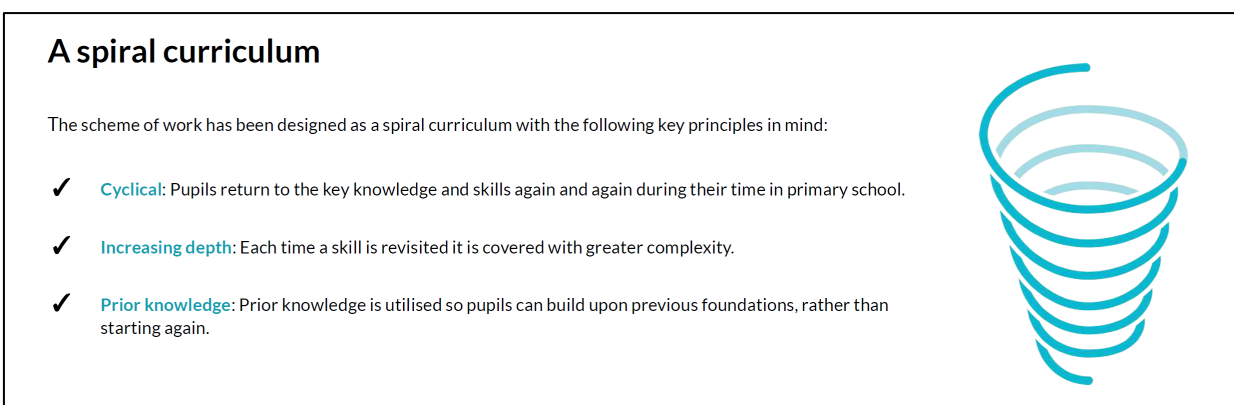 A spiral curriculum
The scheme of work has been designed as a spiral curriculum with the following key principles in mind:
✓ Cyclical: Pupils return to the key knowledge and skills again and again during their time in primary school.
✓ Increasing depth: Each time a skill is revisited it is covered with greater complexity.
✓ Prior knowledge: Prior knowledge is utilised so pupils can build upon previous foundations, rather than
starting again.